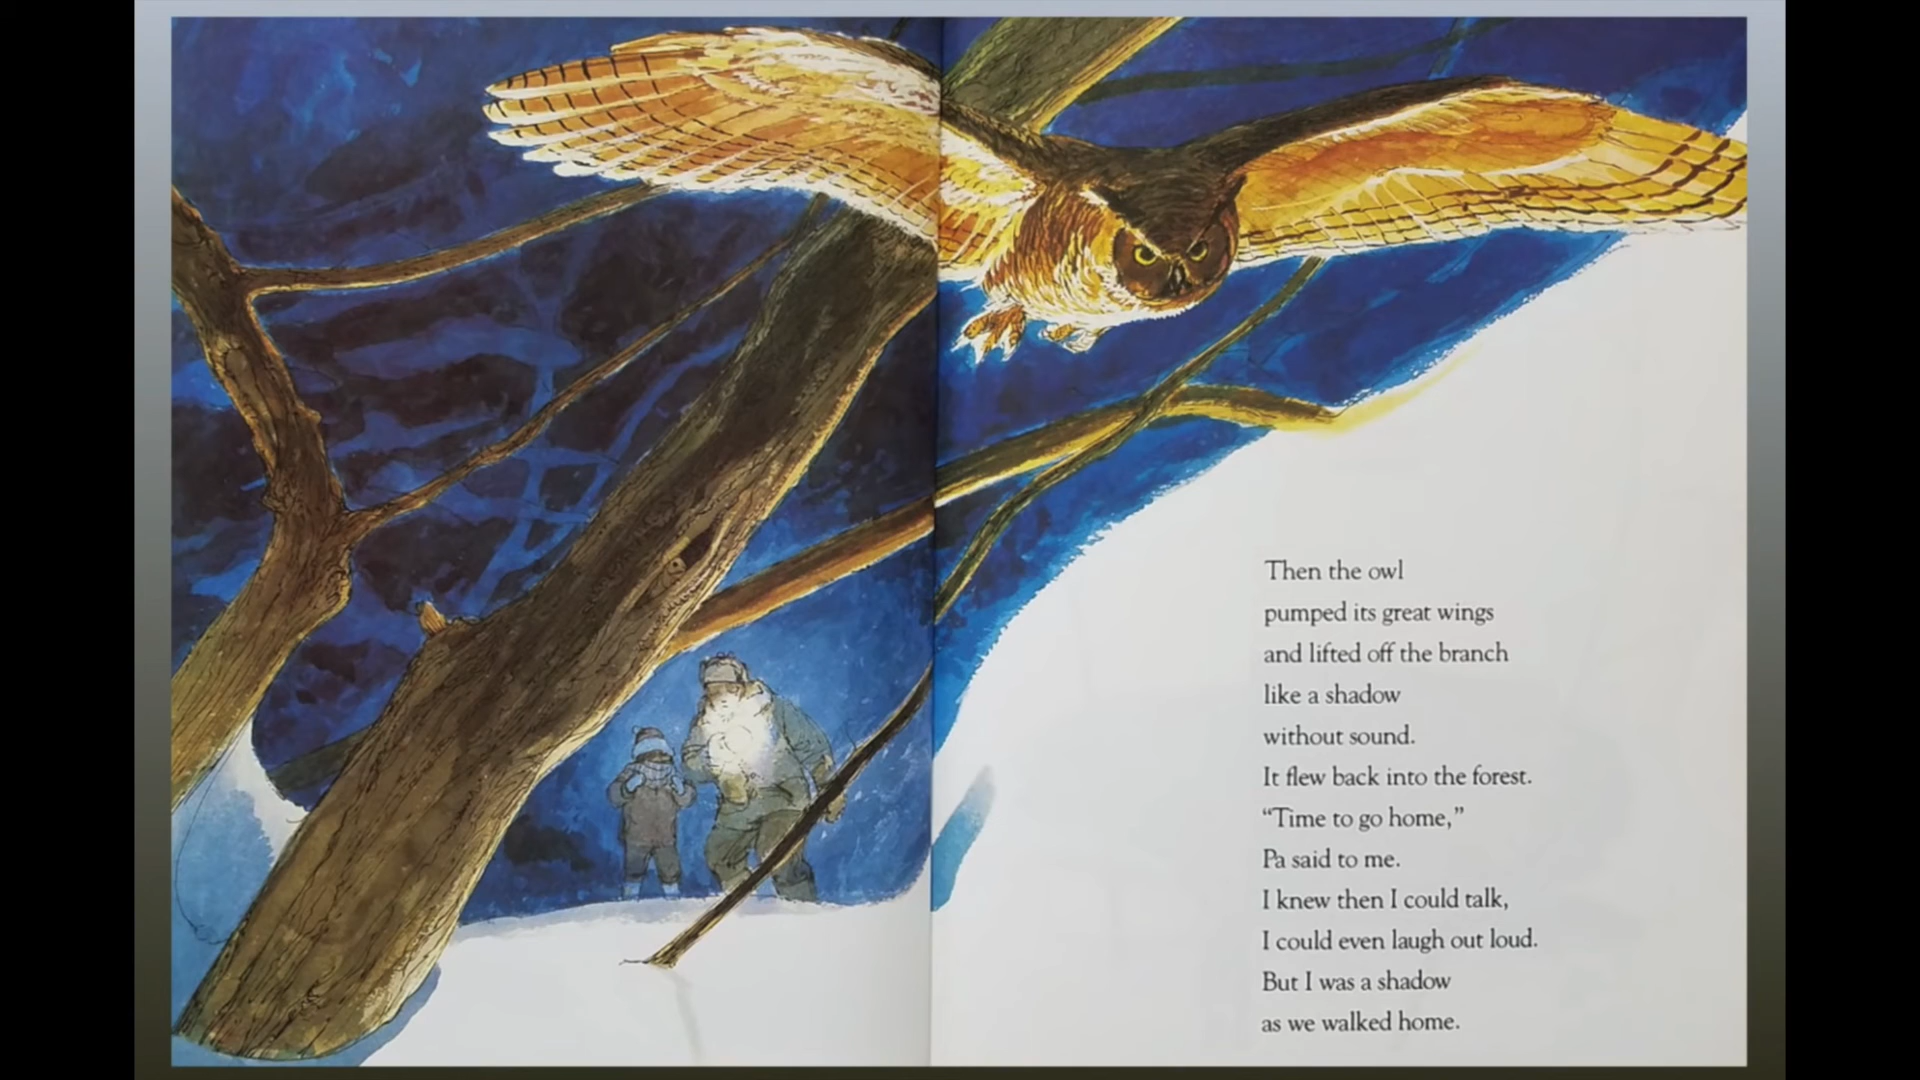 Then the owl
pumped its great wings
and lifted off the branch
like a shadow
without sound.
It flew back into the forest.
“Time to go home,”
Pa said to me.
I knew then I could talk,
I could even laugh out loud.
But I was a shadow
as we walked home.